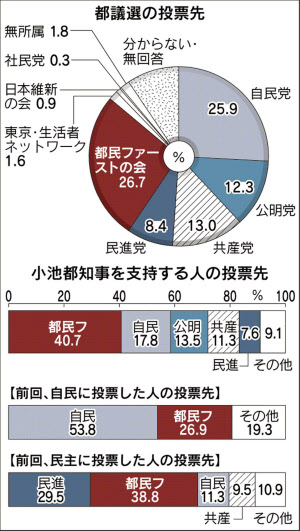 都議選の投票先
無所属 1.8
社民党 0.3
日本維新
の会 0.9
東京・生活者
ネットワーク
1.6
分からない・
無回答
自民党
25.9
都民ファー
ストの会
26.7
%
12.3
公明党
8.4
13.0
民進党
共産党
小池都知事を支持する人の投票先
0 20 40 60 80 % 100
都民フ
40.7
自民
17.8
公明
13.5
共産
11.3
7.6
9.1
民進
その他
【前回、自民に投票した人の投票先】
自民
53.8
都民フ
26.9
その他
19.3
【前回、民主に投票した人の投票先】
民進
29.5
都民フ
38.8
自民
11.3
9.5
10.9
共産
その他